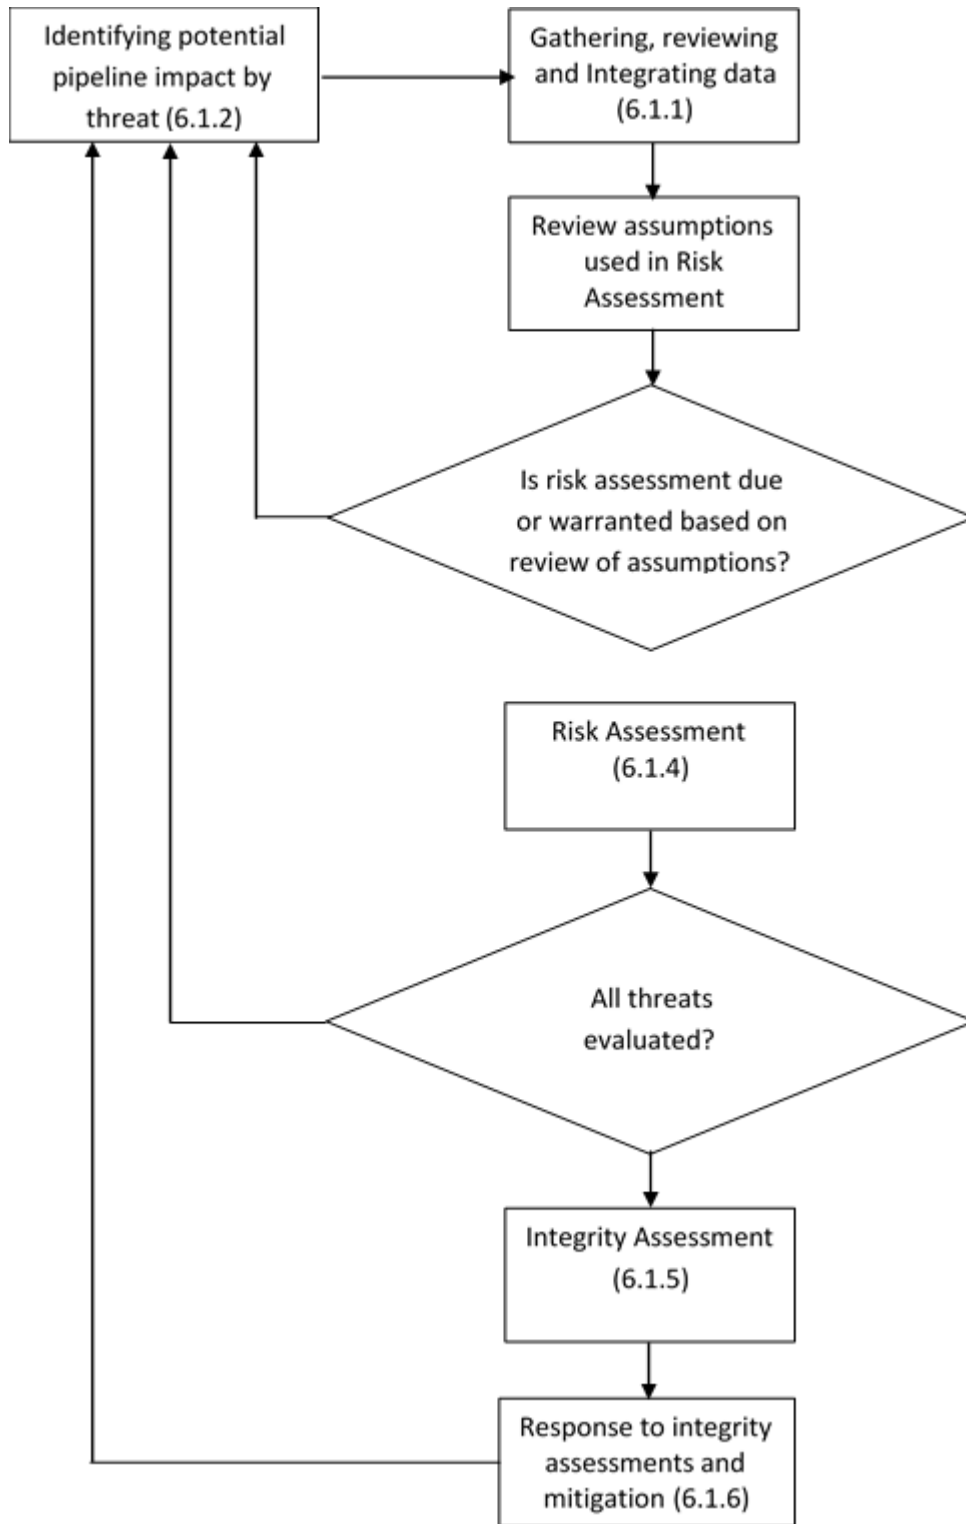 Identifying potential
pipeline impact by
threat (6.1.2)
Gathering, reviewing
and Integrating data
(6.1.1)
Review assumptions
used in Risk
Assessment
Is risk assessment due
or warranted based on
review of assumptions?
Risk Assessment
(6.1.4)
All threats
evaluated?
Integrity Assessment
(6.1.5)
Response to integrity
assessments and
mitigation (6.1.6)